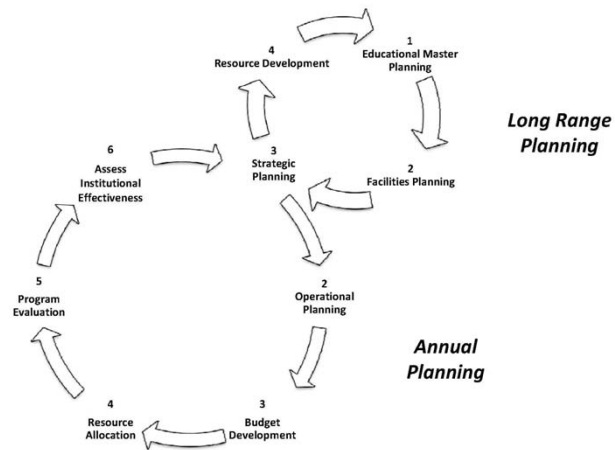 1
Educational Master
Planning
4
Resource Development
Long Range
Planning
6
Assess
Institutional
Effectiveness
3
Strategic
Planning
2
Facilities Planning
5
Program
Evaluation
2
Operational
Planning
Annual
Planning
4
Resource
Allocation
3
Budget
Development